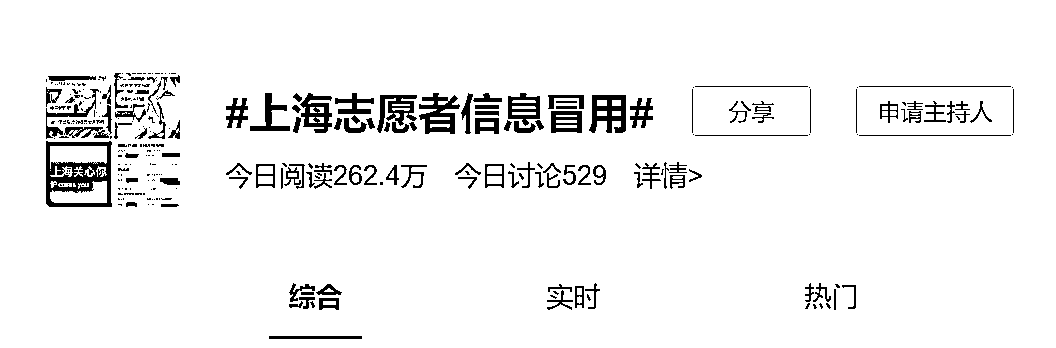 #上海志愿者信息冒用#
分享
申请主持人
今日阅读262.4万 今日讨论529 详情>
上海关心你
综合 实时 热门